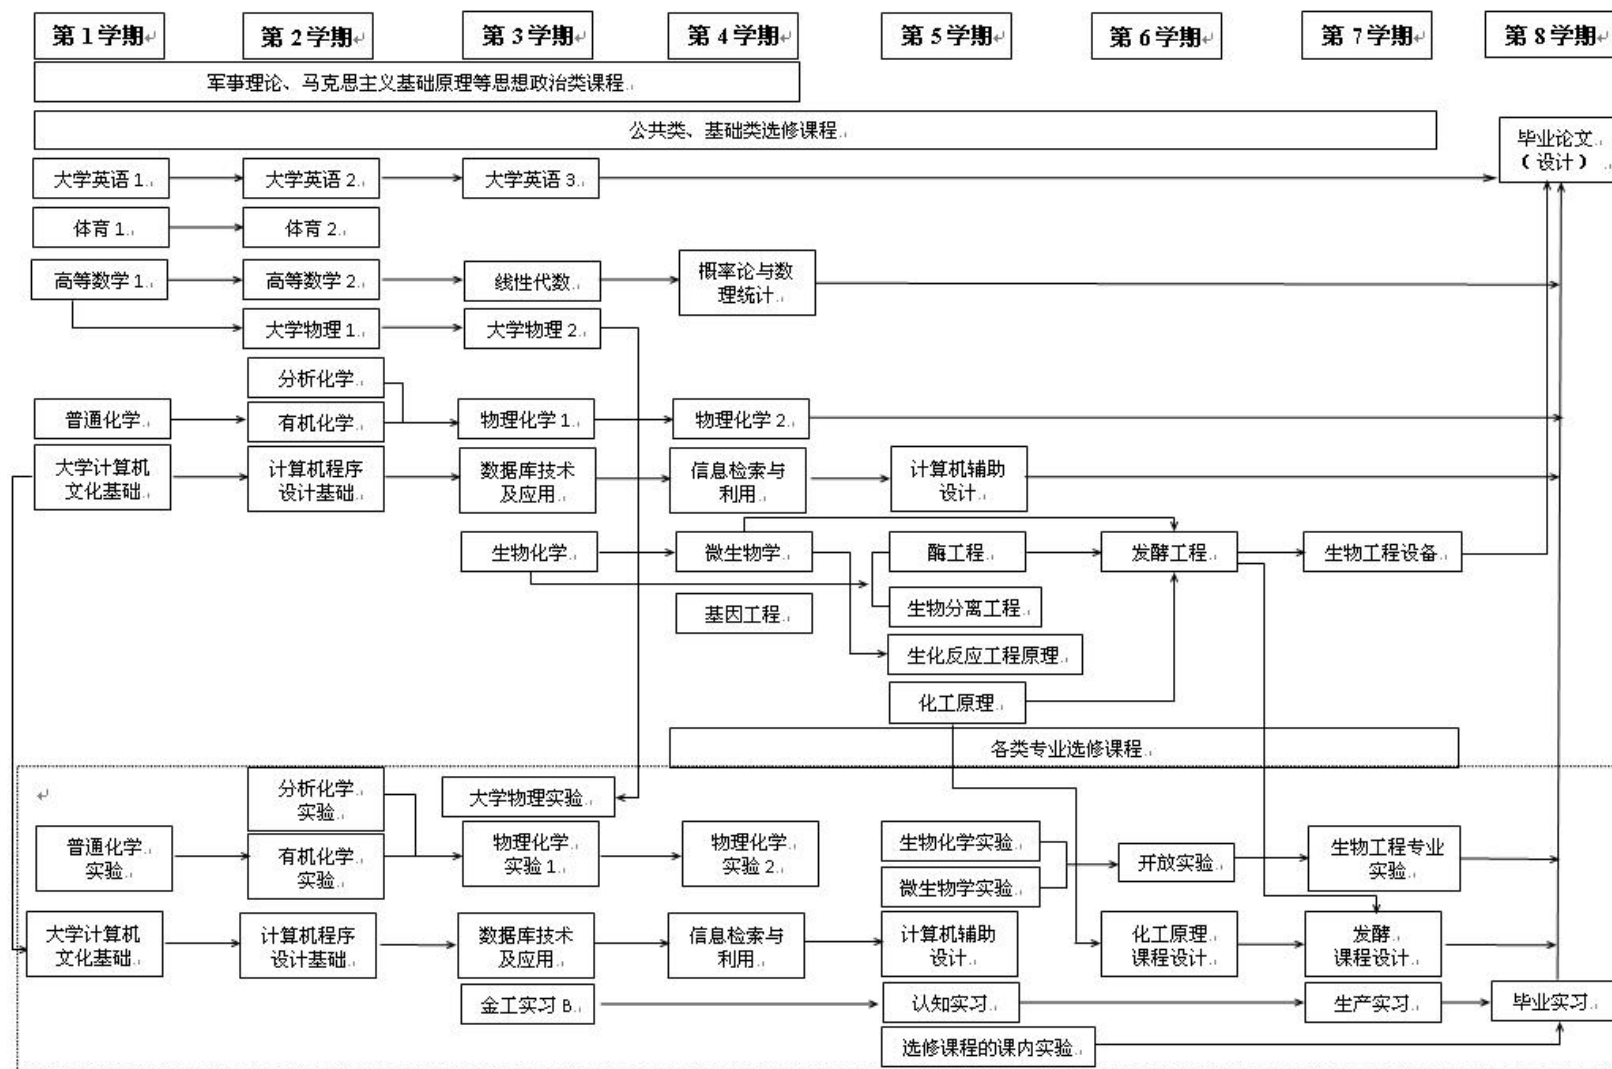 第 1 学期
第 2 学期
第 3 学期
第 4 学期
第 5 学期
第 6 学期
第 7 学期
第 8 学期
军事理论、马克思主义基础原理等思想政治类课程
公共类、基础类选修课程
毕业论文
（设计）
大学英语 1
大学英语 2
大学英语 3
体育 1
体育 2
高等数学 1
高等数学 2
线性代数
概率论与数
理统计
大学物理 1
大学物理 2
分析化学
普通化学
有机化学
物理化学 1
物理化学 2
大学计算机
文化基础
计算机程序
设计基础
数据库技术
及应用
信息检索与
利用
计算机辅助
设计
生物化学
微生物学
酶工程
发酵工程
生物工程设备
基因工程
生物分离工程
生化反应工程原理
化工原理
各类专业选修课程
分析化学
实验
大学物理实验
普通化学
实验
有机化学
实验
物理化学
实验 1
物理化学
实验 2
生物化学实验
微生物学实验
开放实验
生物工程专业
实验
大学计算机
文化基础
计算机程序
设计基础
数据库技术
及应用
信息检索与
利用
计算机辅助
设计
化工原理
课程设计
发酵
课程设计
金工实习 B
认知实习
生产实习
毕业实习
选修课程的课内实验